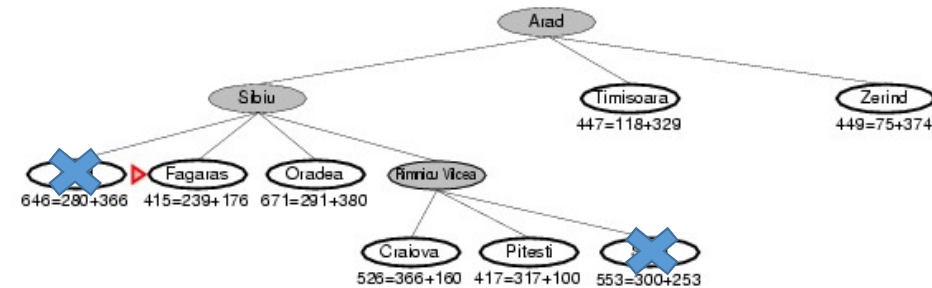 Arad
Sibiu Timisoara Zerind
447=118+329 449=75+374
Fagaras Oradea Rimnicu Vilcea
646=280+366 415=239+176 671=291+380
Craiova Pitesti
526=366+160 417=317+100 553=300+253